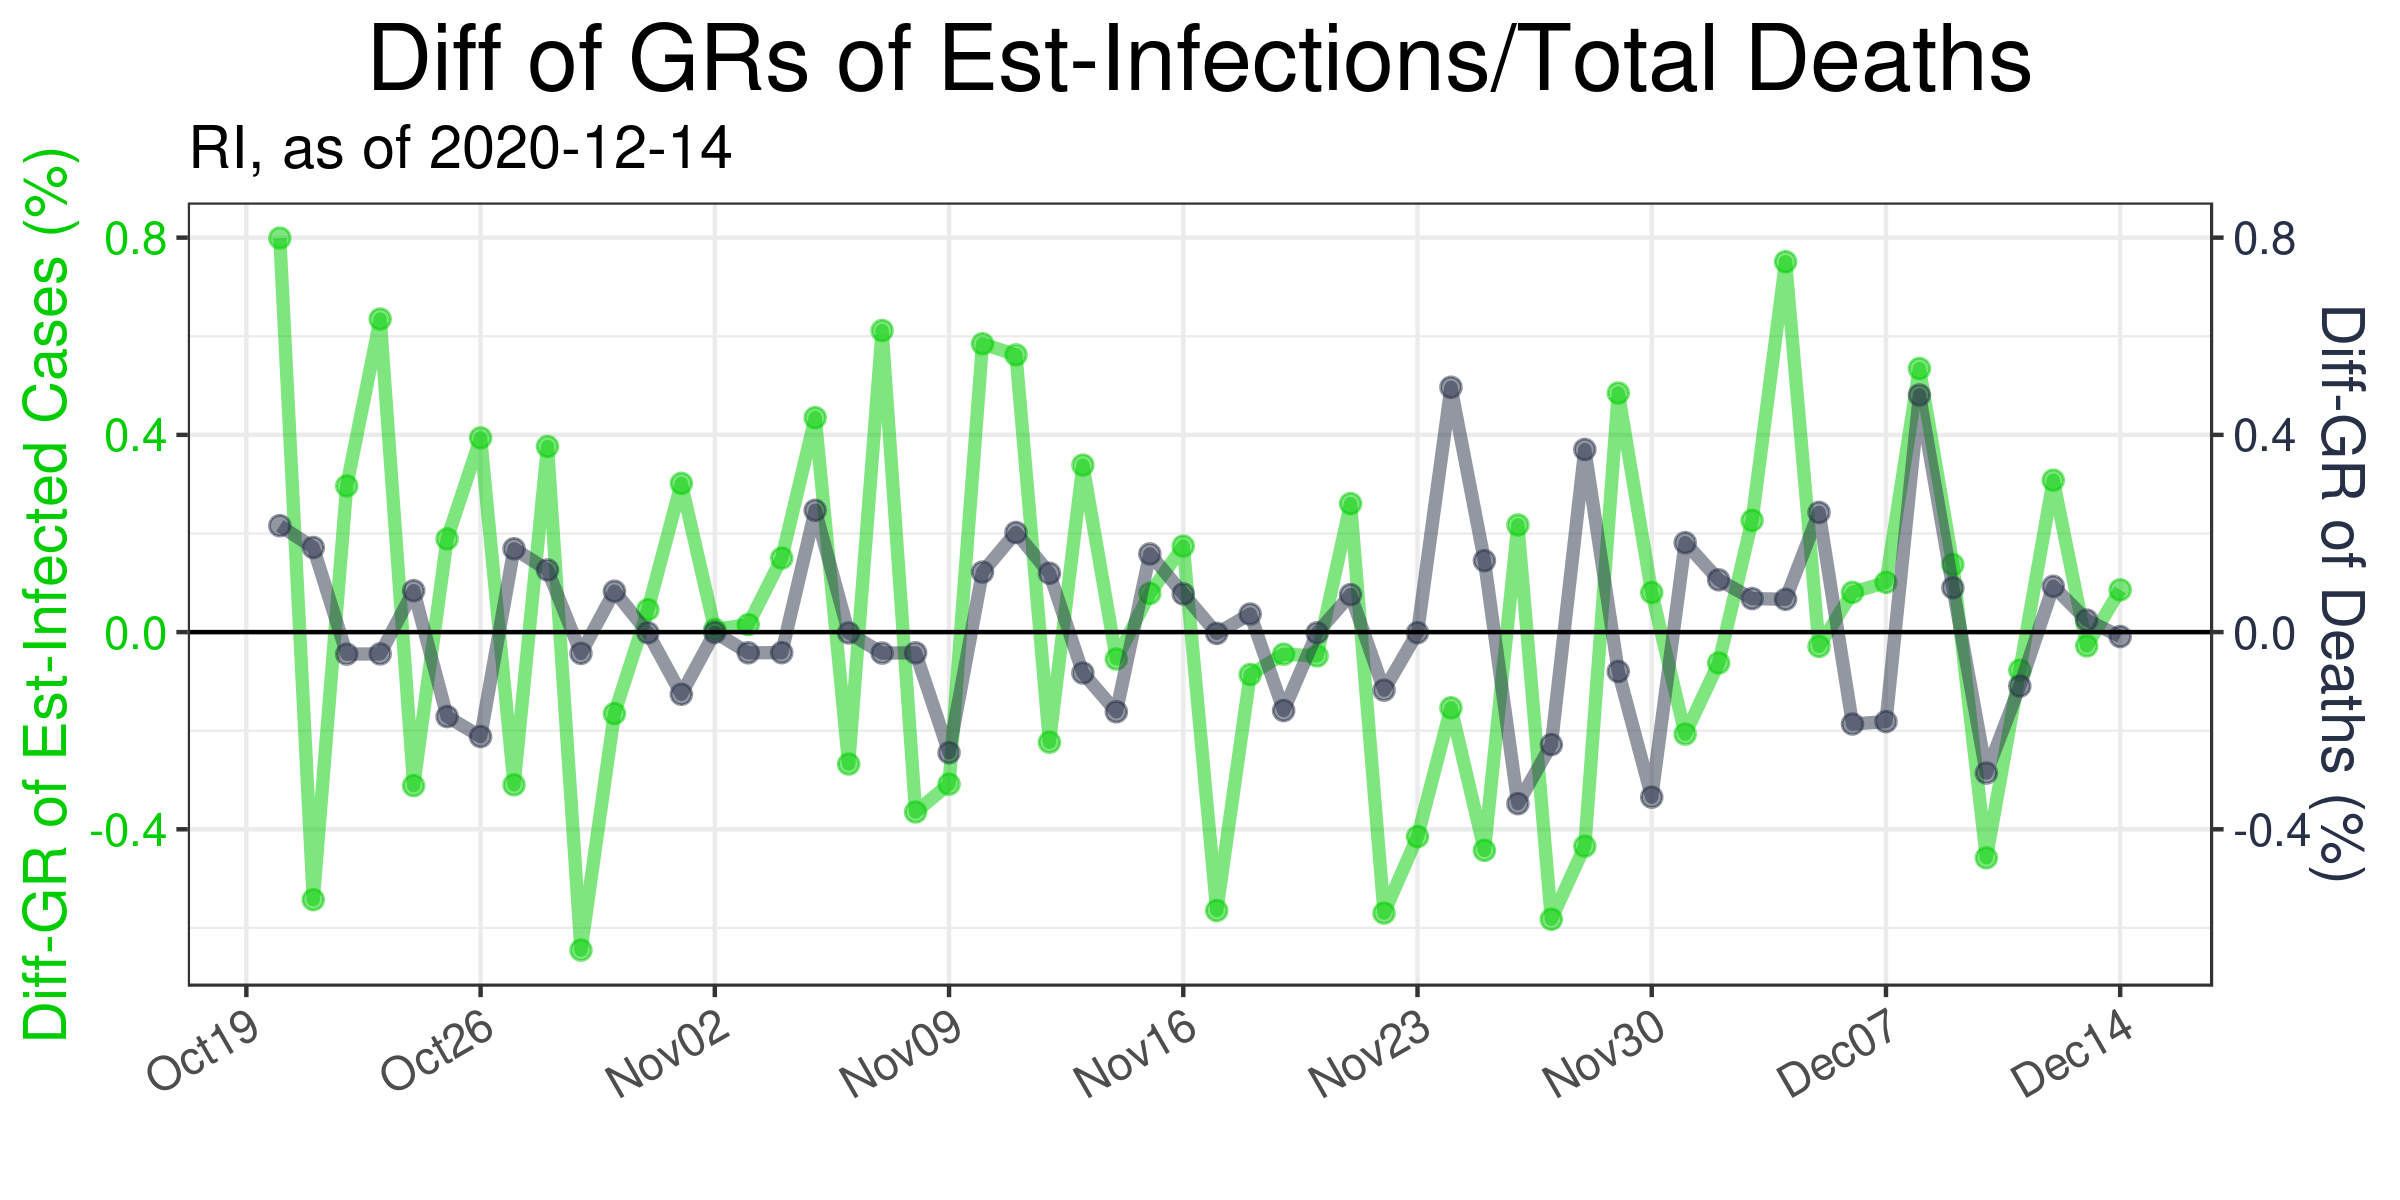 Diff of GRs of Est-Infections/Total Deaths
RI, as of 2020-12-14
Diff-GR of Est-Infected Cases (%)
0.8
0.4
0.0
-0.4
0.8
0.4
0.0
-0.4
Diff-GR of Deaths (%)
Oct19
Oct26
Nov02
Nov09
Nov16
Nov23
Nov30
Dec07
Dec14